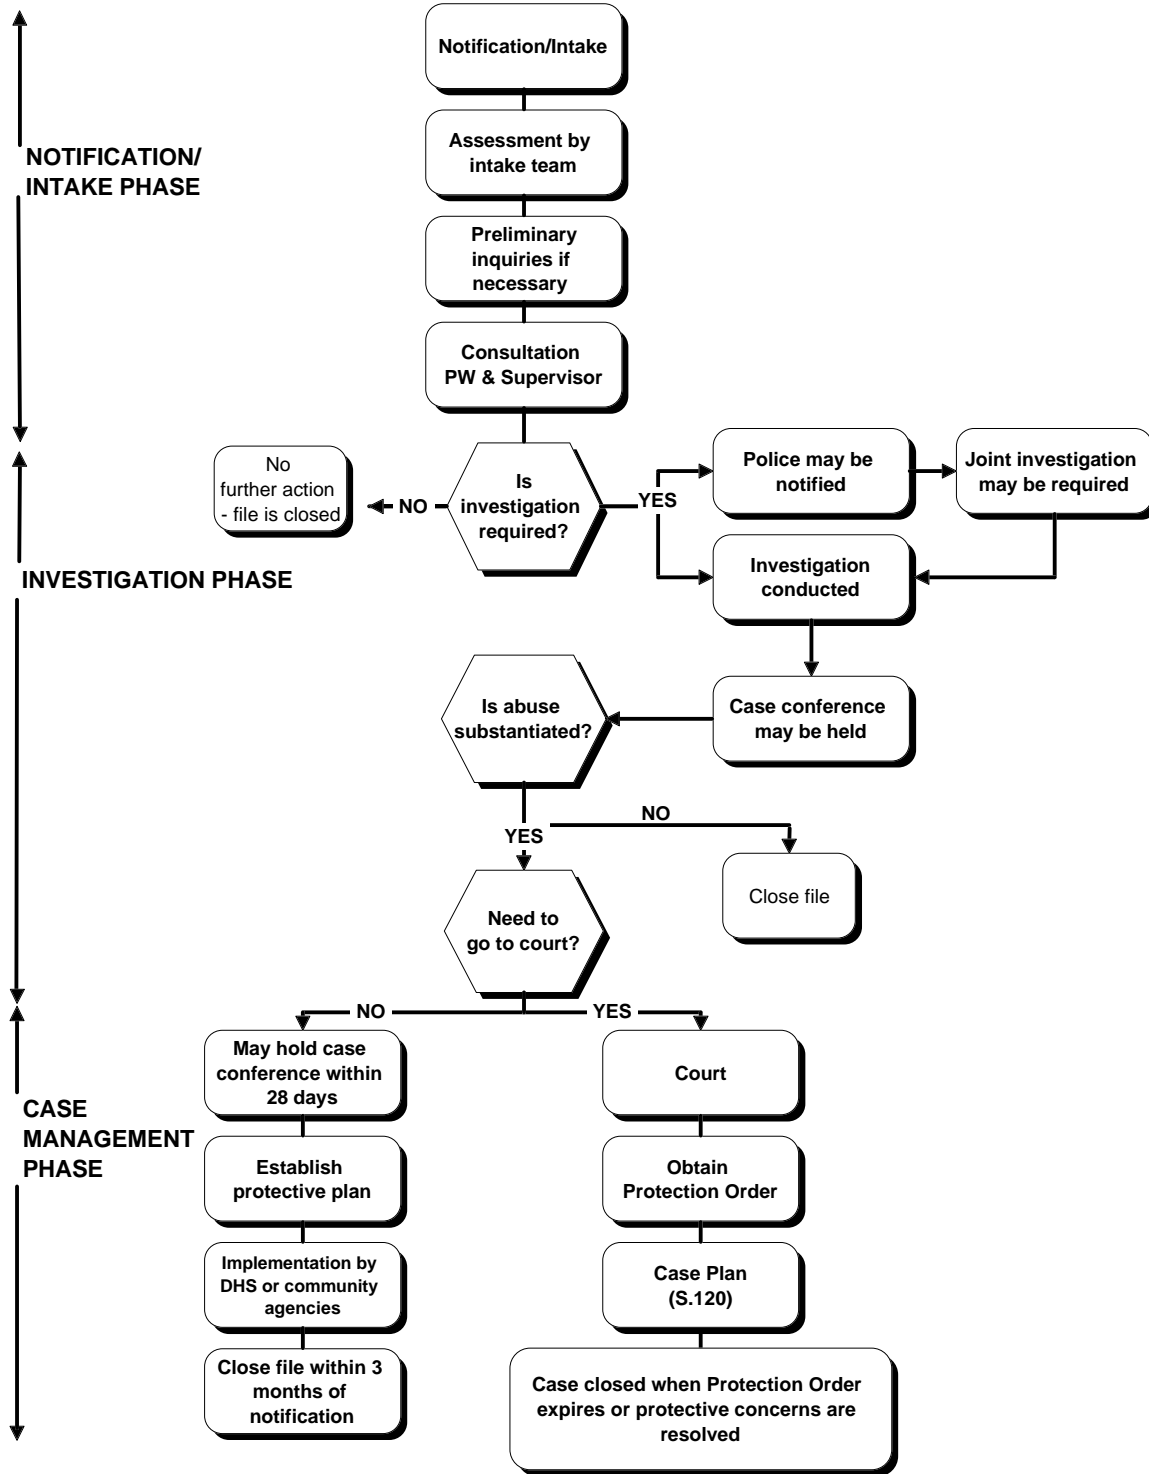 Notification/Intake
Assessment by
intake team
NOTIFICATION/
INTAKE PHASE
Preliminary
inquiries if
necessary
Consultation
PW & Supervisor
No
further action
- file is closed
NO
Is
investigation
required?
YES
Police may be
notified
Joint investigation
may be required
INVESTIGATION PHASE
Investigation
conducted
Is abuse
substantiated?
Case conference
may be held
YES
NO
Close file
Need to
go to court?
NO
YES
CASE
MANAGEMENT
PHASE
May hold case
conference within
28 days
Court
Establish
protective plan
Obtain
Protection Order
Implementation by
DHS or community
agencies
Case Plan
(S.120)
Close file within 3
months of
notification
Case closed when Protection Order
expires or protective concerns are
resolved